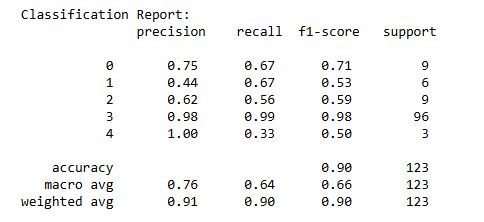 Classification Report:
precision recall f1-score support
0 0.75 0.67 0.71 9
1 0.44 0.67 0.53 6
2 0.62 0.56 0.59 9
3 0.98 0.99 0.98 96
4 1.00 0.33 0.50 3
accuracy 0.90 123
macro avg 0.76 0.64 0.66 123
weighted avg 0.91 0.90 0.90 123